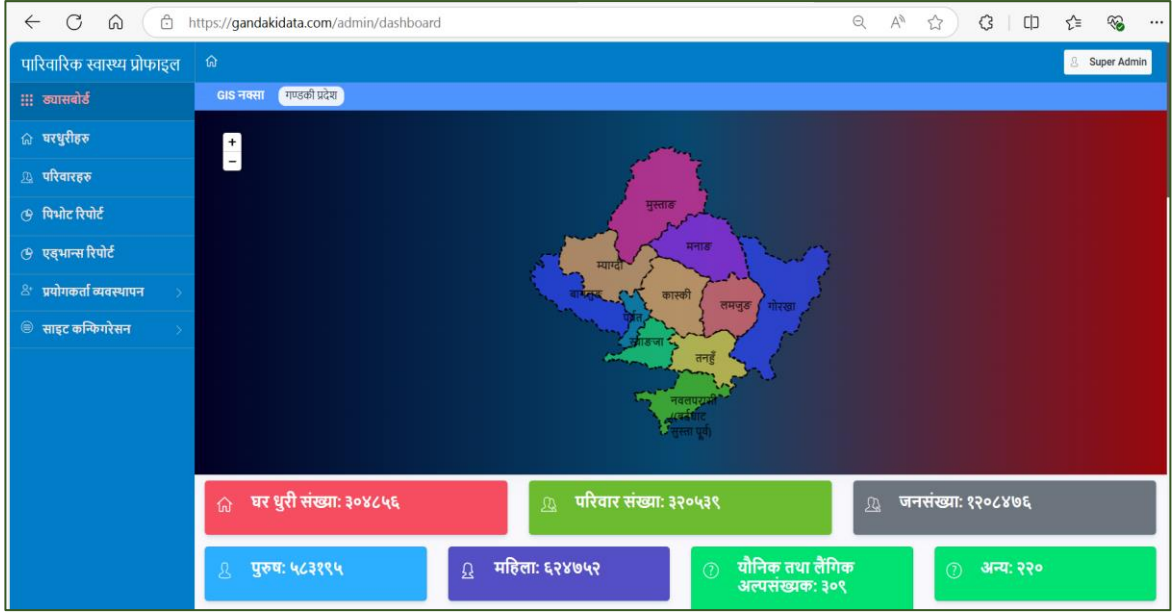 https://gandakidata.com/admin/dashboard
पारिवारिक स्वास्थ्य प्रोफाइल
Super Admin
ड्यासबोर्ड
GIS नक्सा गण्डकी प्रदेश
घरधुरीहरु
परिवारहरु
पिभोट रिपोर्ट
एड्भान्स रिपोर्ट
प्रयोगकर्ता व्यवस्थापन
साइट कन्फिगरेसन
+
−
मुस्ताङ
मनाङ
म्याग्दी
बागलुङ
कास्की
लमजुङ
गोरखा
पर्वत
स्याङजा
तनहुँ
नवलपरासी
(बर्दघाट
सुस्ता पूर्व)
घर धुरी संख्या: ३०४८५६
परिवार संख्या: ३२०५३९
जनसंख्या: १२०८४७६
पुरुष: ५८३१९५
महिला: ६२४७५२
यौनिक तथा लैंगिक
अल्पसंख्यक: ३०९
अन्य: २२०